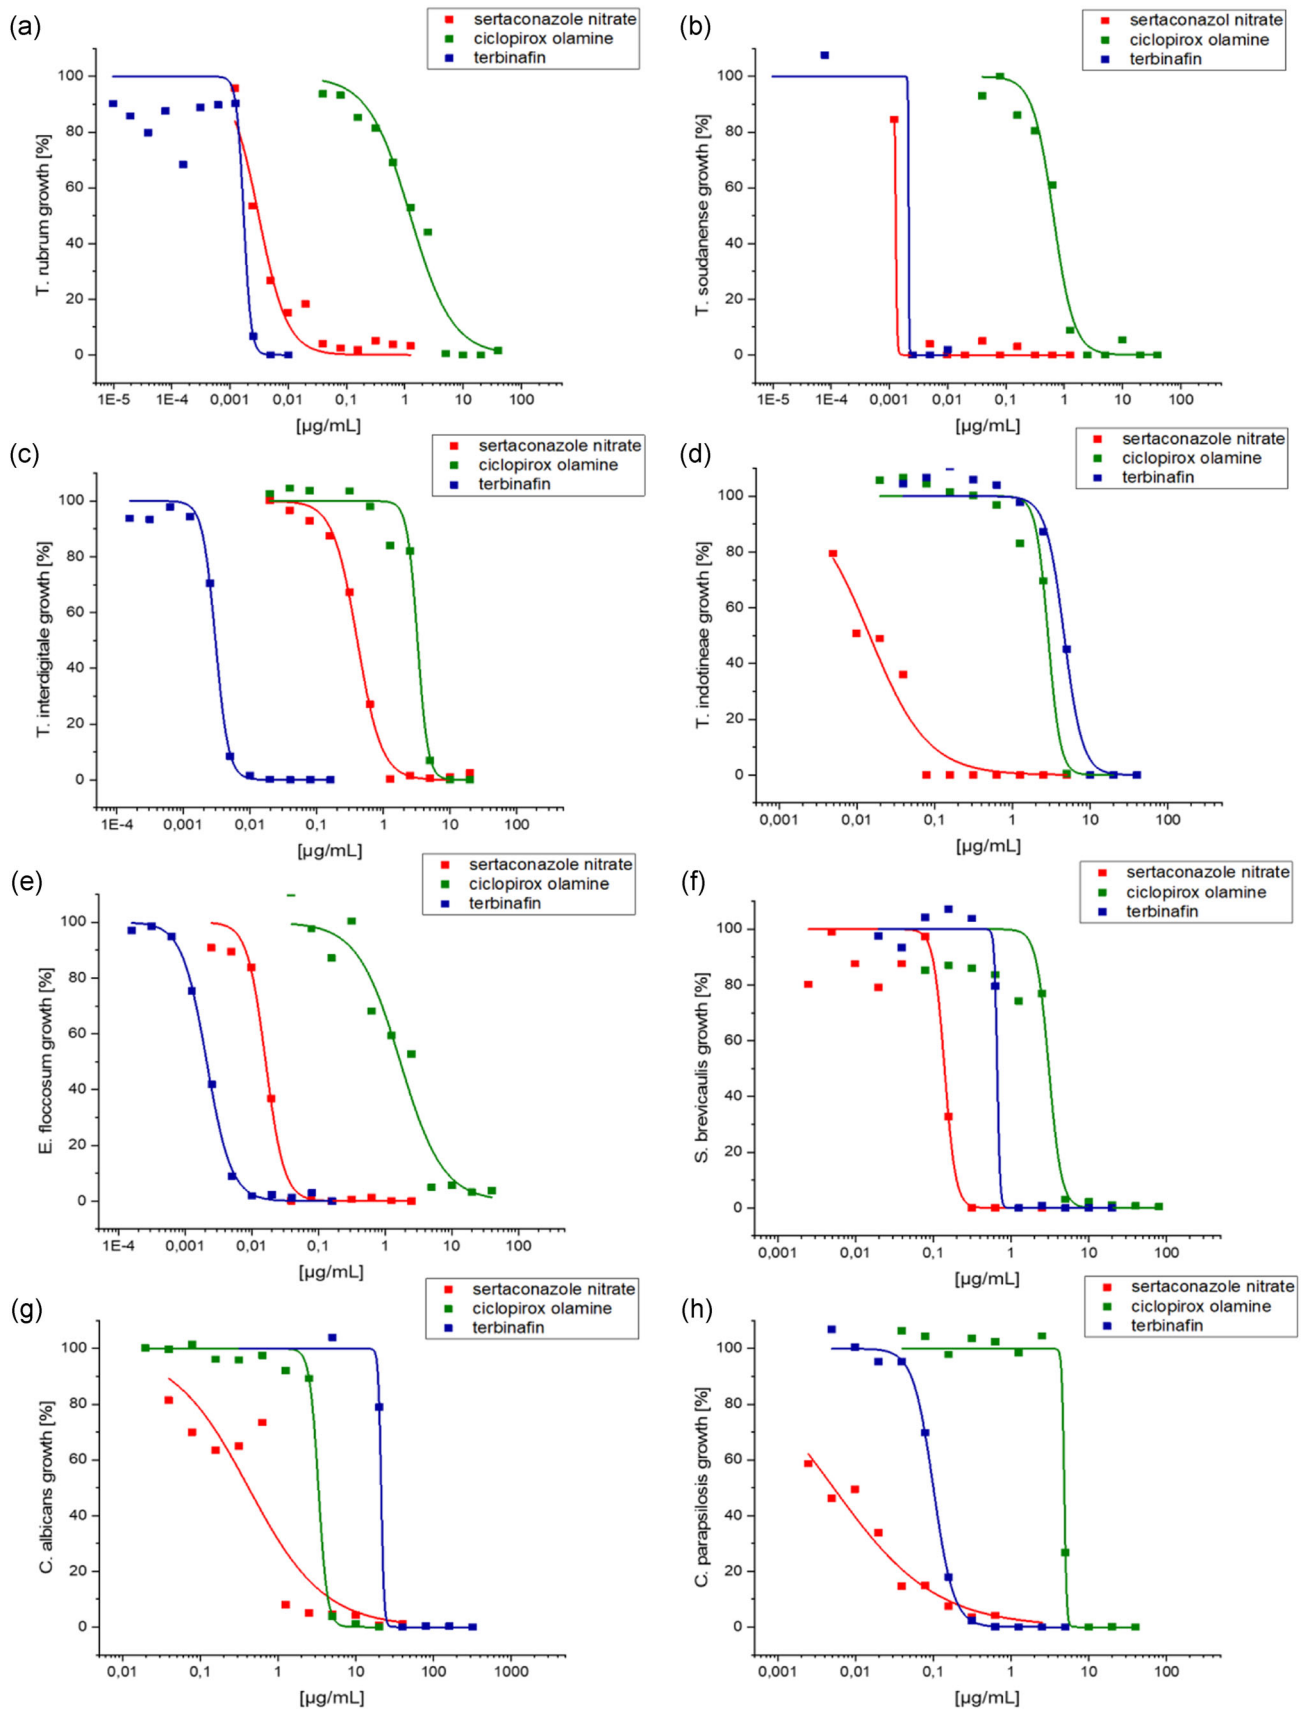 (a)
sertaconazole nitrate
ciclopirox olamine
terbinafin
T. rubrum growth [%]
100
80
60
40
20
0
1E-5 1E-4 0,001 0,01 0,1 1 10 100
[µg/mL]
(b)
sertaconazol nitrate
ciclopirox olamine
terbinafin
T. soudanense growth [%]
100
80
60
40
20
0
1E-5 1E-4 0,001 0,01 0,1 1 10 100
[µg/mL]
(c)
sertaconazole nitrate
ciclopirox olamine
terbinafin
T. interdigitale growth [%]
100
80
60
40
20
0
1E-4 0,001 0,01 0,1 1 10 100
[µg/mL]
(d)
sertaconazole nitrate
ciclopirox olamine
terbinafin
T. indotineae growth [%]
100
80
60
40
20
0
0,001 0,01 0,1 1 10 100
[µg/mL]
(e)
sertaconazole nitrate
ciclopirox olamine
terbinafin
E. floccosum growth [%]
100
80
60
40
20
0
1E-4 0,001 0,01 0,1 1 10 100
[µg/mL]
(f)
sertaconazole nitrate
ciclopirox olamine
terbinafin
S. brevicaulis growth [%]
100
80
60
40
20
0
0,001 0,01 0,1 1 10 100
[µg/mL]
(g)
sertaconazole nitrate
ciclopirox olamine
terbinafin
C. albicans growth [%]
100
80
60
40
20
0
0,01 0,1 1 10 100 1000
[µg/mL]
(h)
sertaconazole nitrate
ciclopirox olamine
terbinafin
C. parapsilosis growth [%]
100
80
60
40
20
0
0,001 0,01 0,1 1 10 100
[µg/mL]